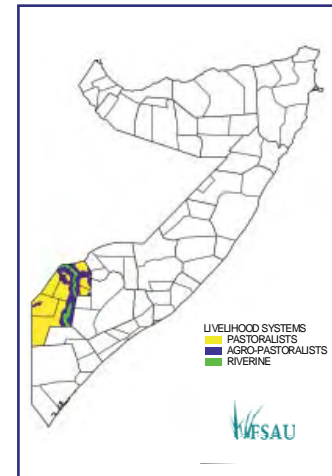 LIVELIHOOD SYSTEMS
PASTORALISTS
AGRO-PASTORALISTS
RIVERINE
FSAU